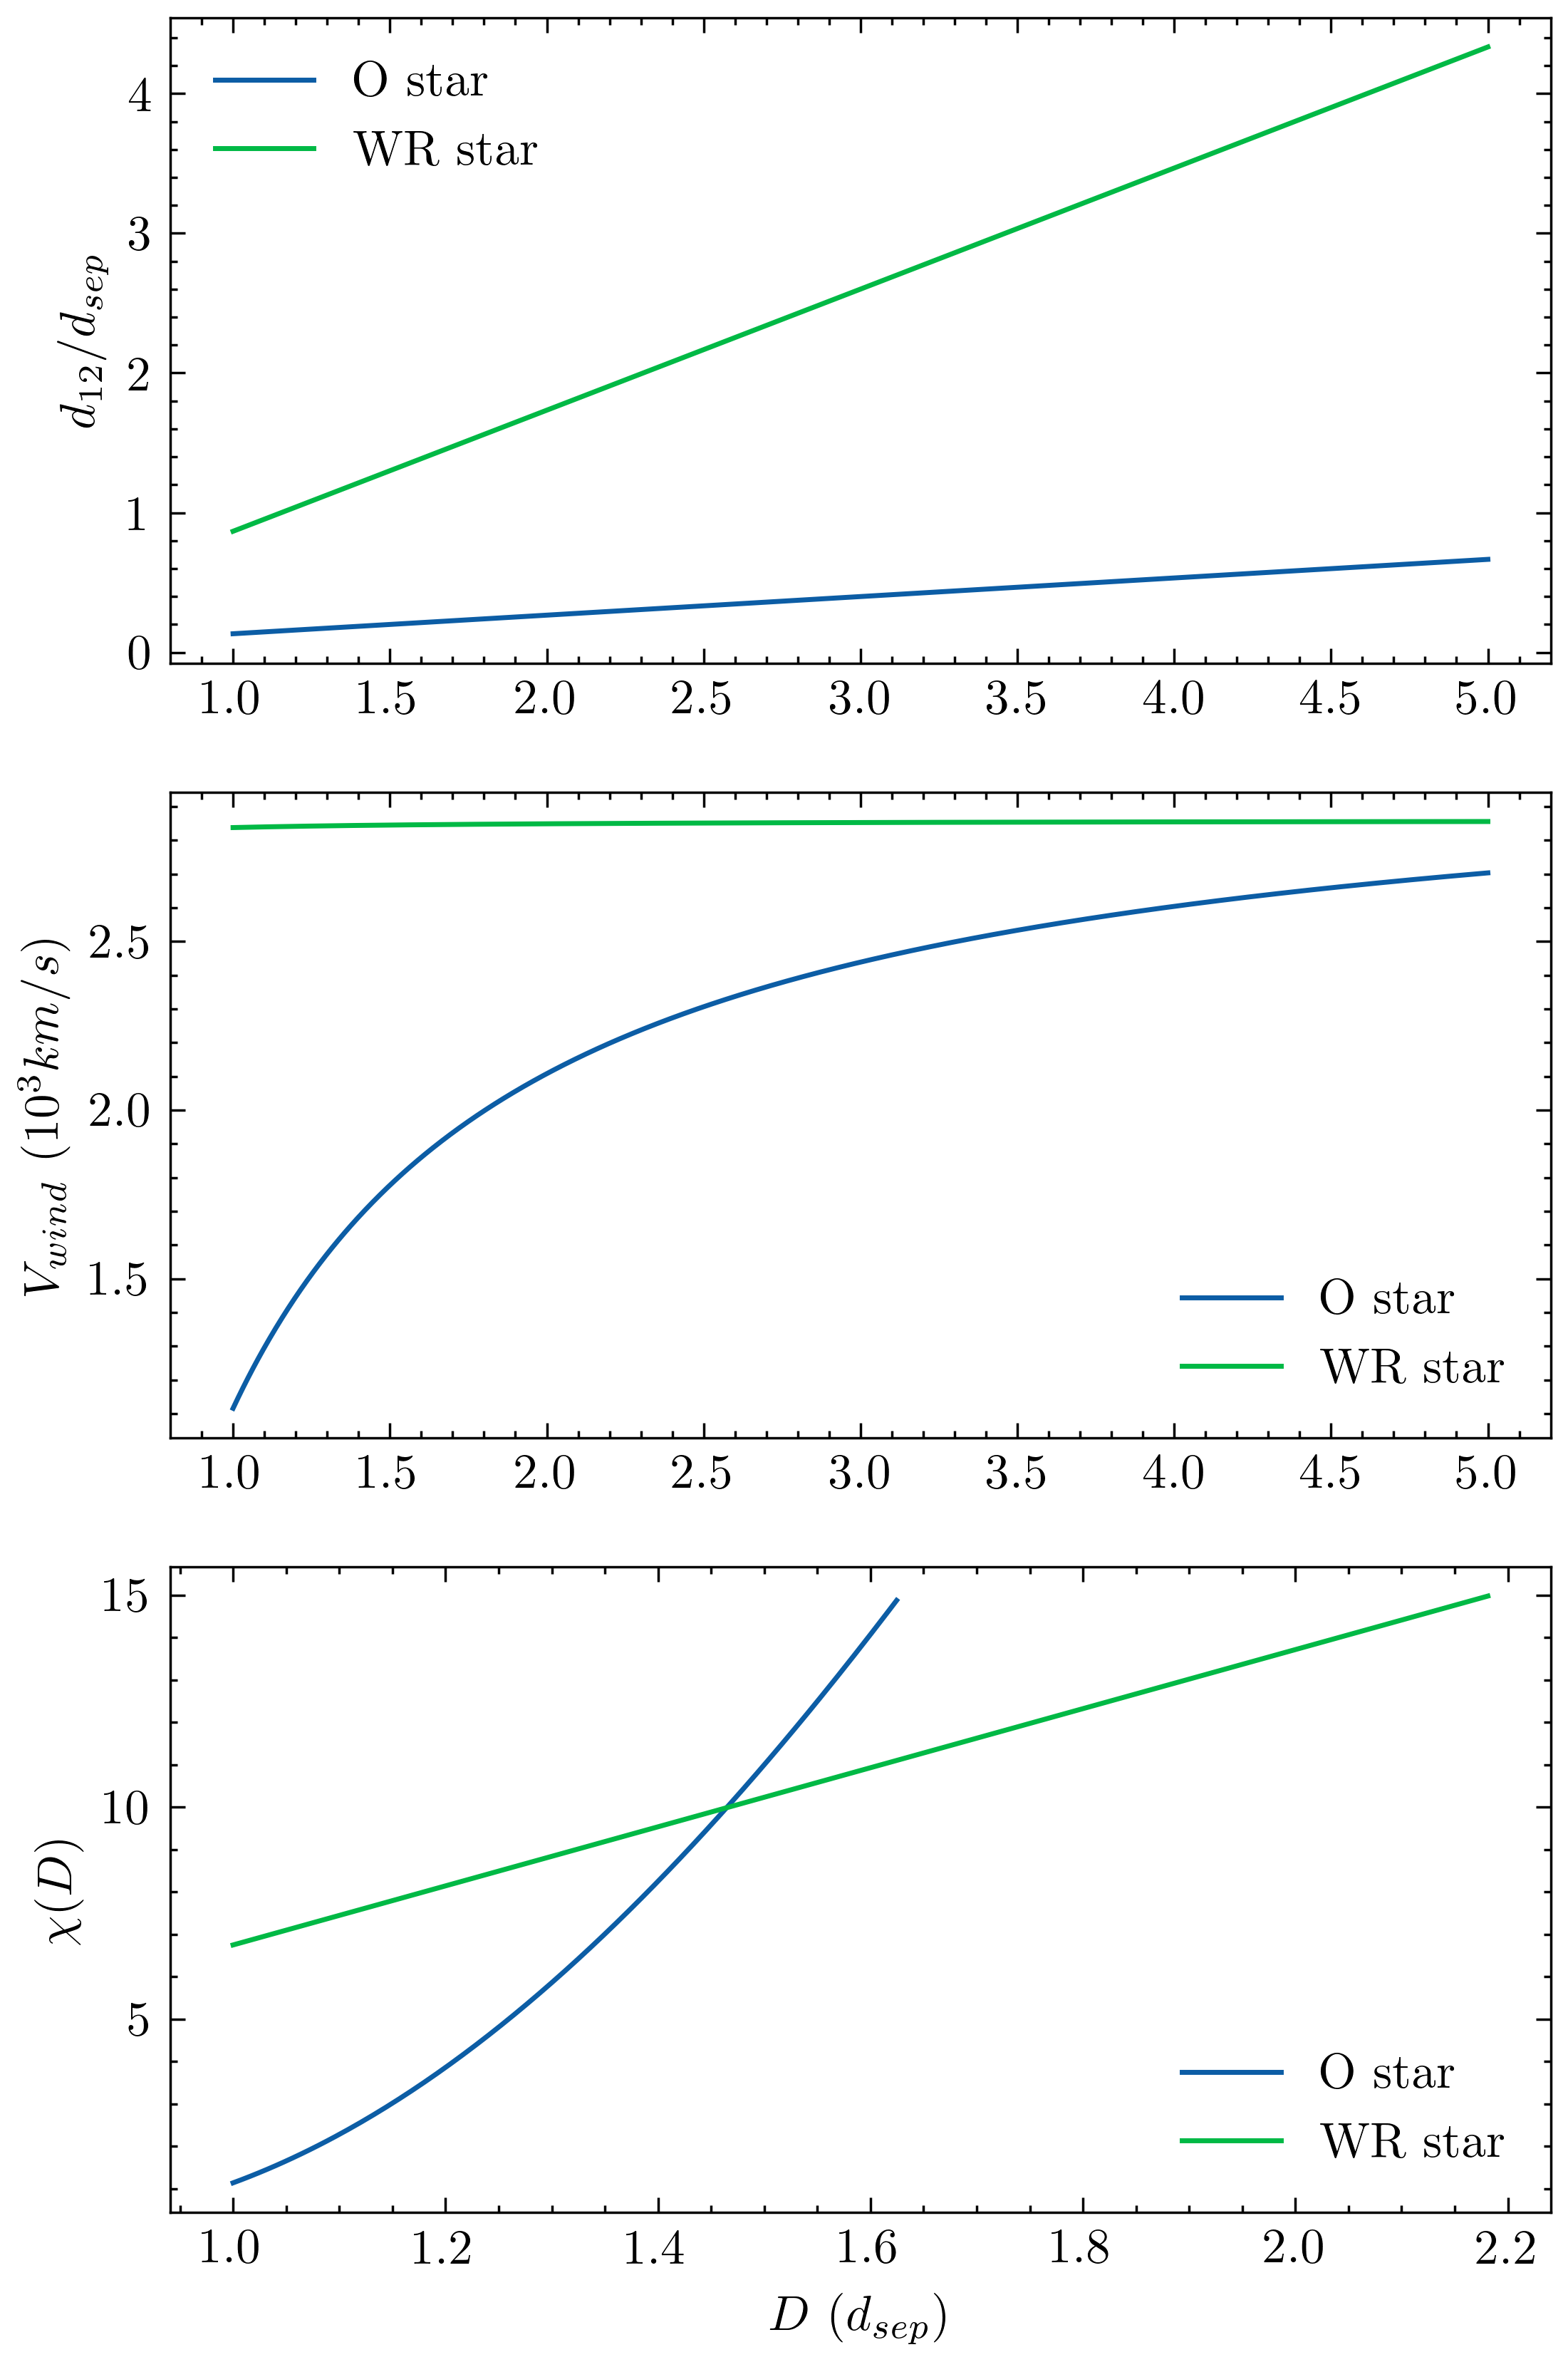 O star
WR star
4
3
2
1
0
d₁₂/d_sep
1.0 1.5 2.0 2.5 3.0 3.5 4.0 4.5 5.0
2.5
2.0
1.5
V_wind (10³km/s)
O star
WR star
1.0 1.5 2.0 2.5 3.0 3.5 4.0 4.5 5.0
15
10
5
χ(D)
O star
WR star
1.0 1.2 1.4 1.6 1.8 2.0 2.2
D (d_sep)